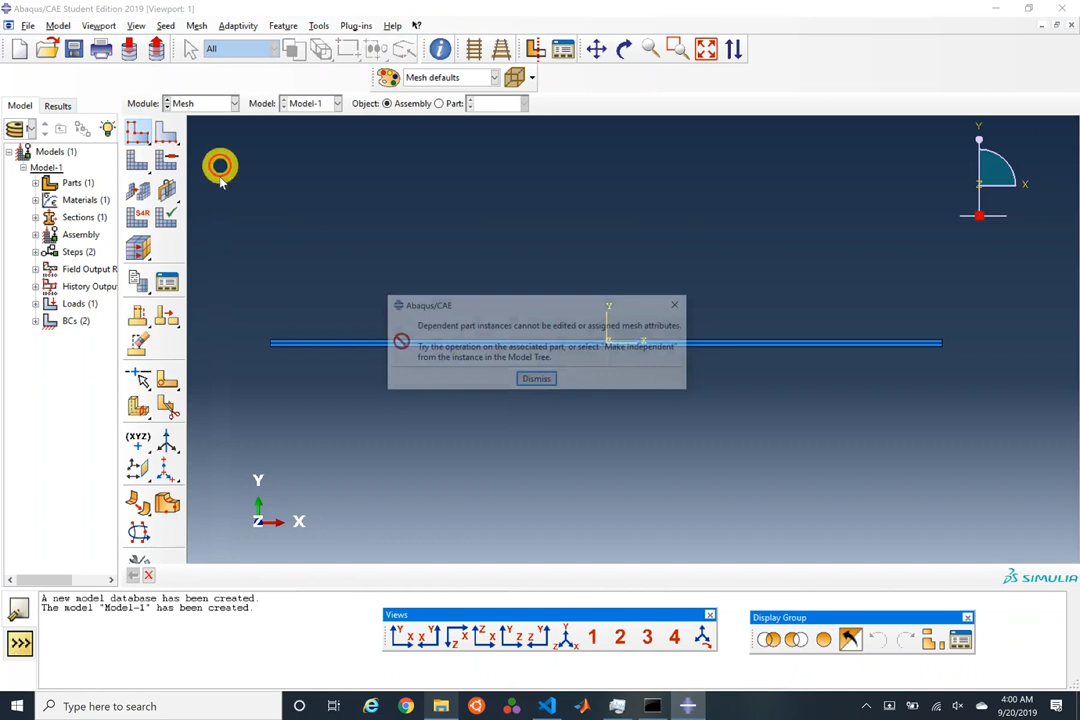 Abaqus/CAE Student Edition 2019 [Viewport: 1]
File Model Viewport View Seed Mesh Adaptivity Feature Tools Plug-ins Help
All
Mesh defaults
Model Results Module: Mesh Model: Model-1 Object: Assembly Part:
Models (1)
Model-1
Parts (1)
Materials (1)
Sections (1)
Assembly
Steps (2)
Field Output R
History Outpu
Loads (1)
BCs (2)
S4R
(XYZ)
Y
Z X
Abaqus/CAE
Dependent part instances cannot be edited or assigned mesh attributes.
Try the operation on the associated part, or select "Make Independent"
from the instance in the Model Tree.
Dismiss
Y
X
Y
Z X
SIMULIA
A new model database has been created.
The model "Model-1" has been created.
>>>
Views
1 2 3 4
Display Group
Type here to search
4:00 AM
9/20/2019